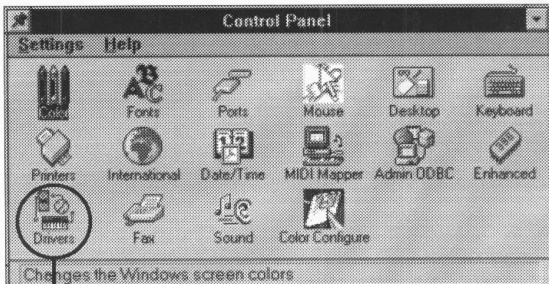 Control Panel
Settings Help
Color Fonts Ports Mouse Desktop Keyboard
Printers International Date/Time MIDI Mapper Admin ODBC Enhanced
Drivers Fax Sound Color Configure
Changes the Windows screen colors